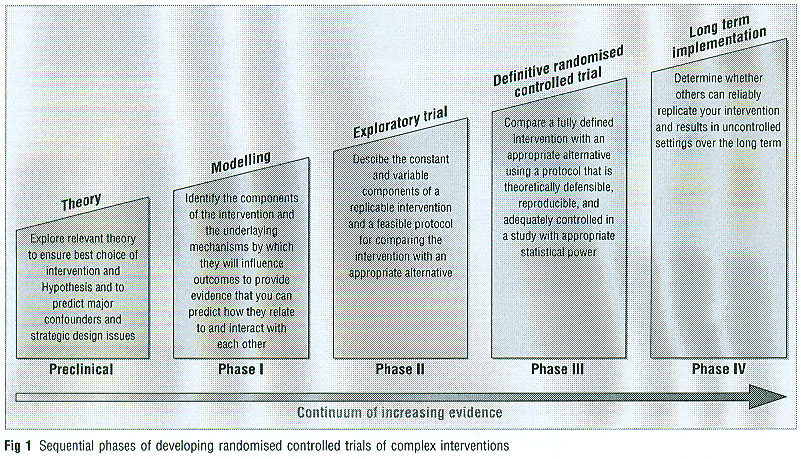 Theory
Explore relevant theory
to ensure best choice of
intervention and
Hypothesis and to
predict major
confounders and
strategic design issues
Preclinical
Modelling
Identify the components
of the intervention and
the underlaying
mechanisms by which
they will influence
outcomes to provide
evidence that you can
predict how they relate
to and interact with
each other
Phase I
Exploratory trial
Descibe the constant
and variable
components of a
replicable intervention
and a feasible protocol
for comparing the
intervention with an
appropriate alternative
Phase II
Definitive randomised
controlled trial
Compare a fully defined
intervention with an
appropriate alternative
using a protocol that is
theoretically defensible,
reproducible, and
adequately controlled in
a study with appropriate
statistical power
Phase III
Long term
implementation
Determine whether
others can reliably
replicate your intervention
and results in uncontrolled
settings over the long term
Phase IV
Continuum of increasing evidence
Fig 1 Sequential phases of developing randomised controlled trials of complex interventions